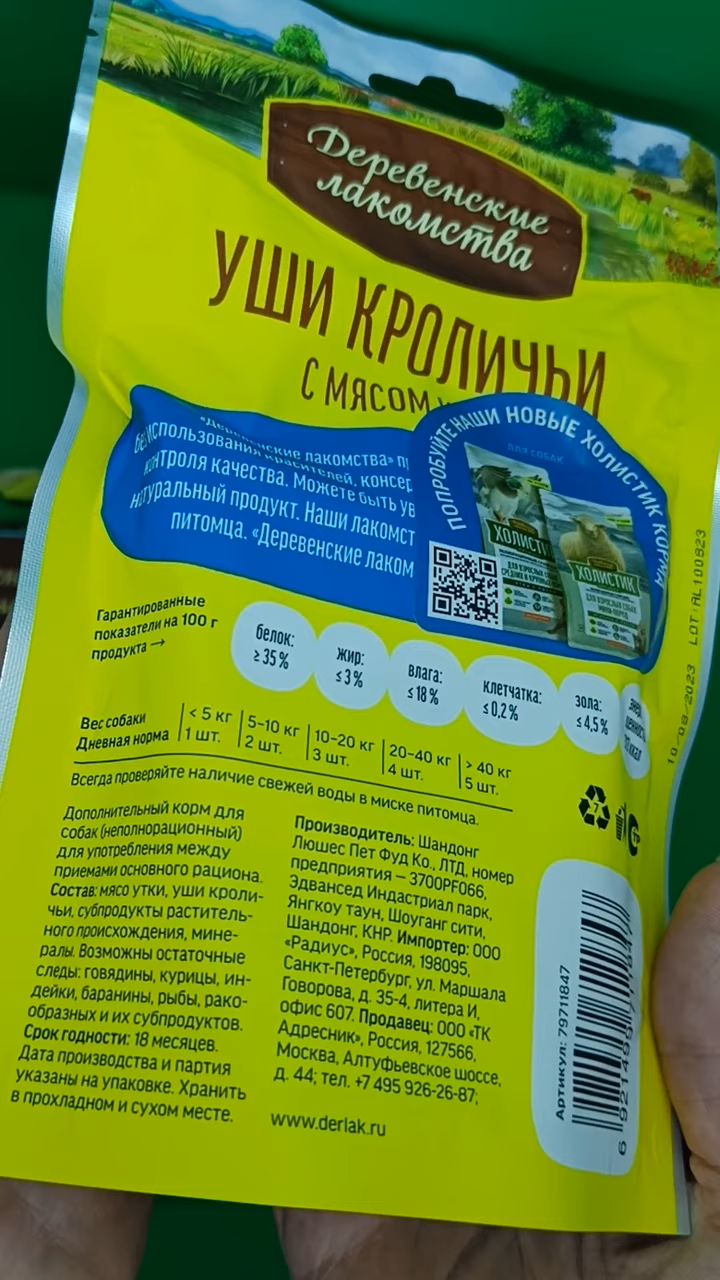 Деревенские
лакомства
УШИ КРОЛИЧЬИ
С МЯСОМ
«Деревенские лакомства»
без использования красителей, консер
контроля качества. Можете быть ув
натуральный продукт. Наши лакомст
питомца. «Деревенские лаком
ПОПРОБУЙТЕ НАШИ НОВЫЕ ХОЛИСТИК КОРМА
ДЛЯ СОБАК
ХОЛИСТИК
ХОЛИСТИК
Гарантированные
показатели на 100 г
продукта →
белок:
≥ 35 %
жир:
≤ 3 %
влага:
≤ 18 %
клетчатка:
≤ 0,2 %
зола:
≤ 4,5 %
Вес собаки
< 5 кг
5–10 кг
10–20 кг
20–40 кг
> 40 кг
Дневная норма
1 шт.
2 шт.
3 шт.
4 шт.
5 шт.
Всегда проверяйте наличие свежей воды в миске питомца.
Дополнительный корм для
собак (неполнорационный)
для употребления между
приемами основного рациона.
Состав: мясо утки, уши кроли-
чьи, субпродукты раститель-
ного происхождения, мине-
ралы. Возможны остаточные
следы: говядины, курицы, ин-
дейки, баранины, рыбы, рако-
образных и их субпродуктов.
Срок годности: 18 месяцев.
Дата производства и партия
указаны на упаковке. Хранить
в прохладном и сухом месте.
Производитель: Шандонг
Люшес Пет Фуд Ко., ЛТД, номер
предприятия – 3700PF066,
Эдвансед Индастриал парк,
Янгкоу таун, Шоуганг сити,
Шандонг, КНР. Импортер: ООО
«Радиус», Россия, 198095,
Санкт-Петербург, ул. Маршала
Говорова, д. 35-4, литера И,
офис 607. Продавец: ООО «ТК
Адресник», Россия, 127566,
Москва, Алтуфьевское шоссе,
д. 44; тел. +7 495 926-26-87;
www.derlak.ru
7
Артикул: 79711847
10-08-2023 LOT: AL100823